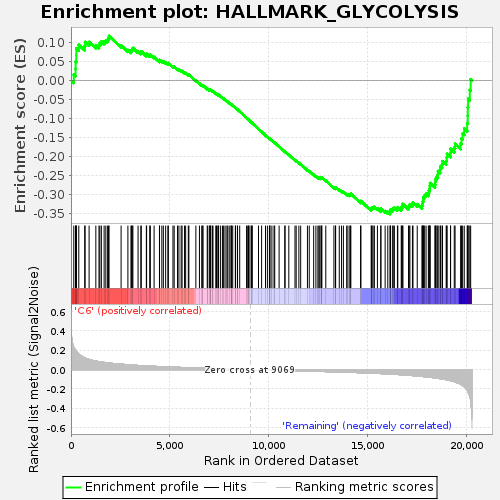 Enrichment plot: HALLMARK_GLYCOLYSIS
Enrichment score (ES)
0.10
0.05
0.00
-0.05
-0.10
-0.15
-0.20
-0.25
-0.30
-0.35
Ranked list metric (Signal2Noise)
0.6
0.4
0.2
0.0
-0.2
-0.4
-0.6
'C6' (positively correlated)
Zero cross at 9069
'Remaining' (negatively correlated)
0
5,000
10,000
15,000
20,000
Rank in Ordered Dataset
Enrichment profile
Hits
Ranking metric scores